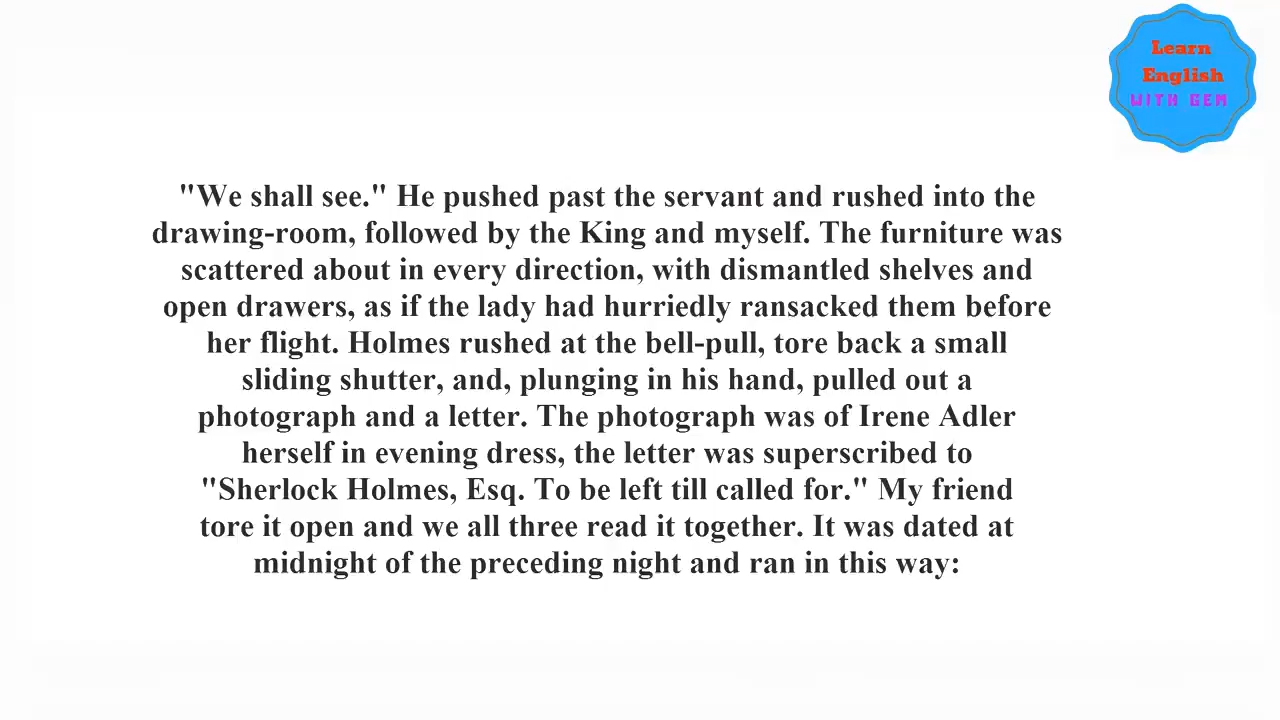 Learn
English
WITH GEM
"We shall see." He pushed past the servant and rushed into the
drawing-room, followed by the King and myself. The furniture was
scattered about in every direction, with dismantled shelves and
open drawers, as if the lady had hurriedly ransacked them before
her flight. Holmes rushed at the bell-pull, tore back a small
sliding shutter, and, plunging in his hand, pulled out a
photograph and a letter. The photograph was of Irene Adler
herself in evening dress, the letter was superscribed to
"Sherlock Holmes, Esq. To be left till called for." My friend
tore it open and we all three read it together. It was dated at
midnight of the preceding night and ran in this way: